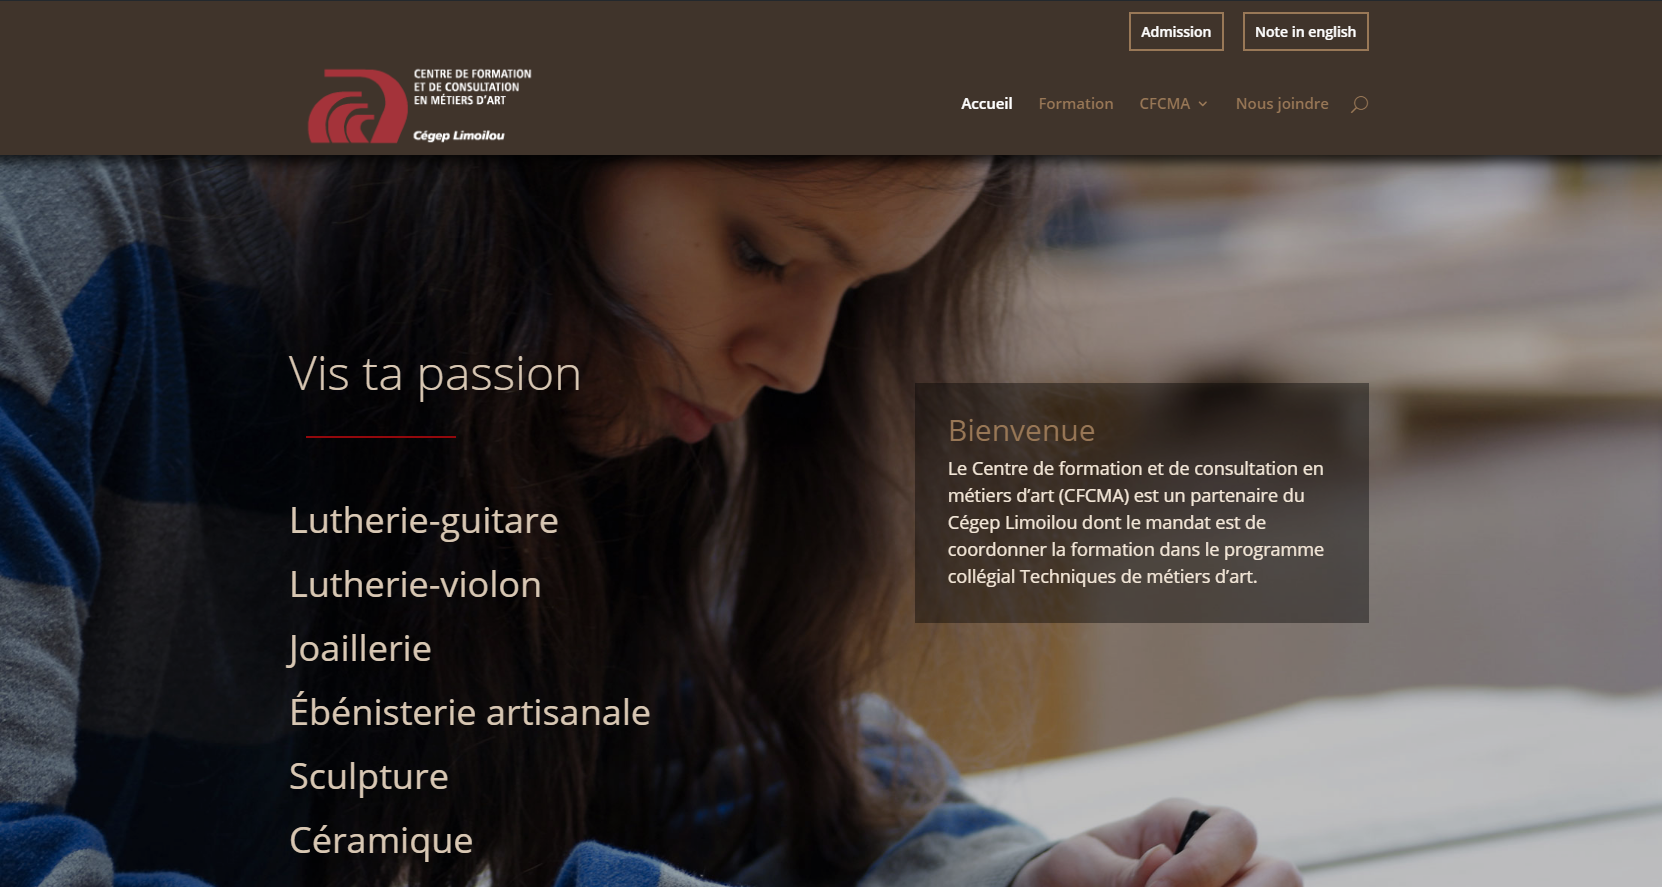 Admission
Note in english
CENTRE DE FORMATION
ET DE CONSULTATION
EN MÉTIERS D'ART
Cégep Limoilou
Accueil
Formation
CFCMA
Nous joindre
Vis ta passion
Lutherie-guitare
Lutherie-violon
Joaillerie
Ébénisterie artisanale
Sculpture
Céramique
Bienvenue
Le Centre de formation et de consultation en
métiers d’art (CFCMA) est un partenaire du
Cégep Limoilou dont le mandat est de
coordonner la formation dans le programme
collégial Techniques de métiers d’art.